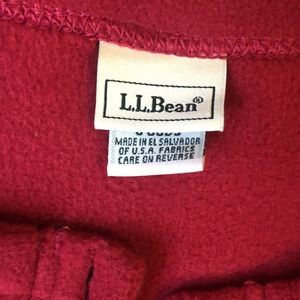 L.L.Bean®
MADE IN EL SALVADOR
OF U.S.A. FABRICS
CARE ON REVERSE